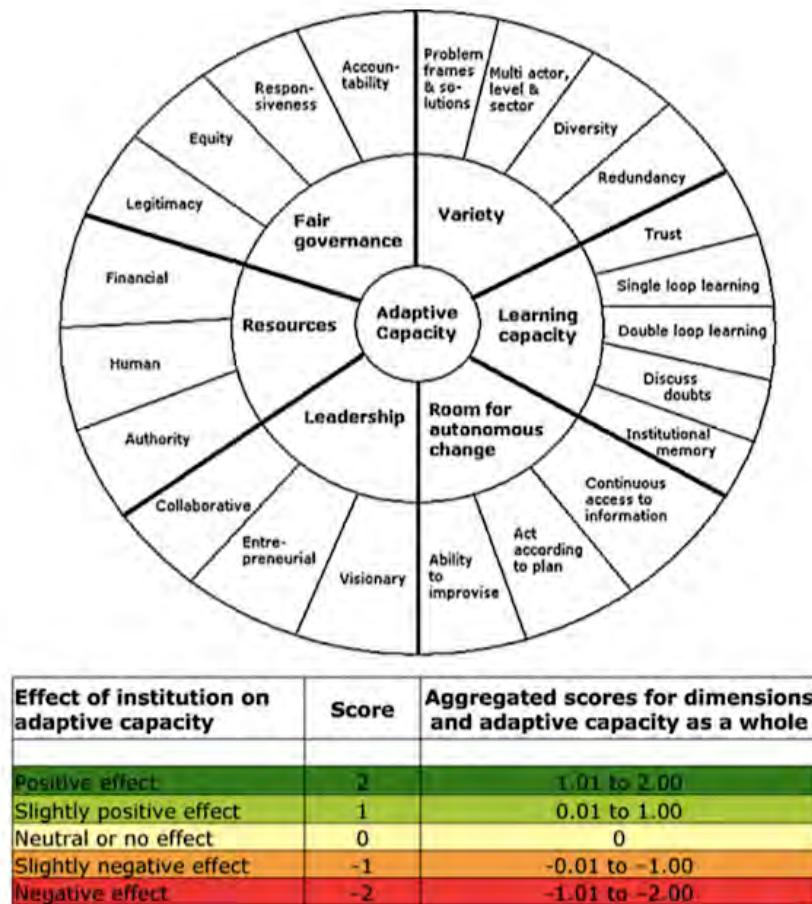 Problem
frames
& so-
lutions
Multi actor,
level &
sector
Diversity
Redundancy
Trust
Single loop learning
Double loop learning
Discuss
doubts
Institutional
memory
Continuous
access to
information
Act
according
to plan
Ability
to
improvise
Visionary
Entre-
preneurial
Collaborative
Authority
Human
Financial
Legitimacy
Equity
Respon-
siveness
Accoun-
tability
Fair
governance
Variety
Resources
Adaptive
Capacity
Learning
capacity
Leadership
Room for
autonomous
change
Effect of institution on
adaptive capacity
Score
Aggregated scores for dimensions
and adaptive capacity as a whole
Positive effect 2 1.01 to 2.00
Slightly positive effect 1 0.01 to 1.00
Neutral or no effect 0 0
Slightly negative effect -1 -0.01 to -1.00
Negative effect -2 -1.01 to -2.00